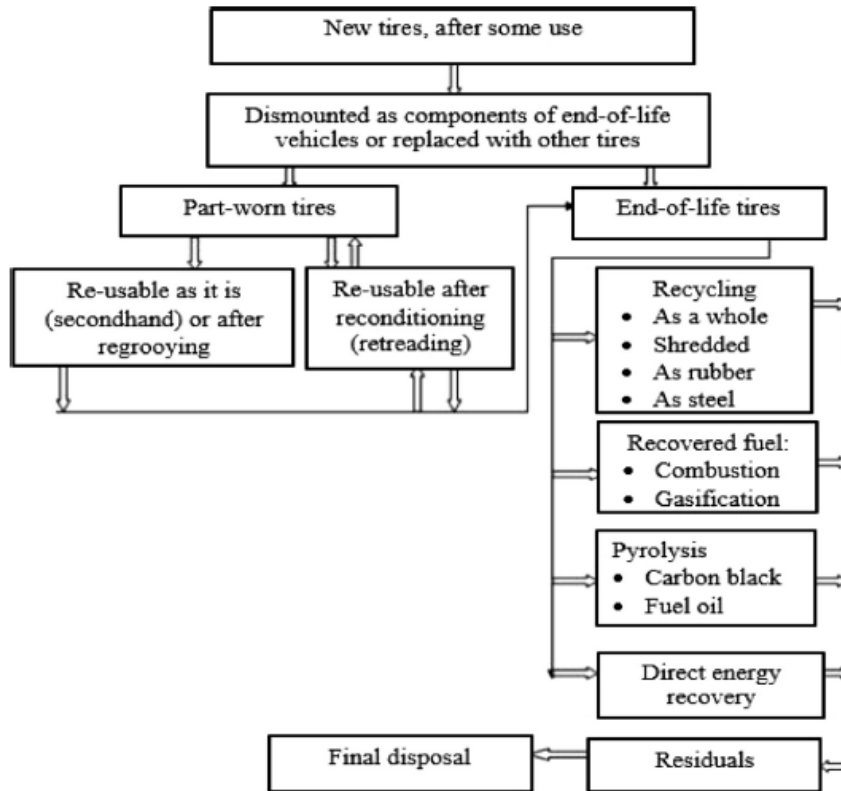 New tires, after some use
Dismounted as components of end-of-life
vehicles or replaced with other tires
Part-worn tires
End-of-life tires
Re-usable as it is
(secondhand) or after
regrooying
Re-usable after
reconditioning
(retreading)
Recycling
• As a whole
• Shredded
• As rubber
• As steel
Recovered fuel:
• Combustion
• Gasification
Pyrolysis
• Carbon black
• Fuel oil
Direct energy
recovery
Final disposal
Residuals